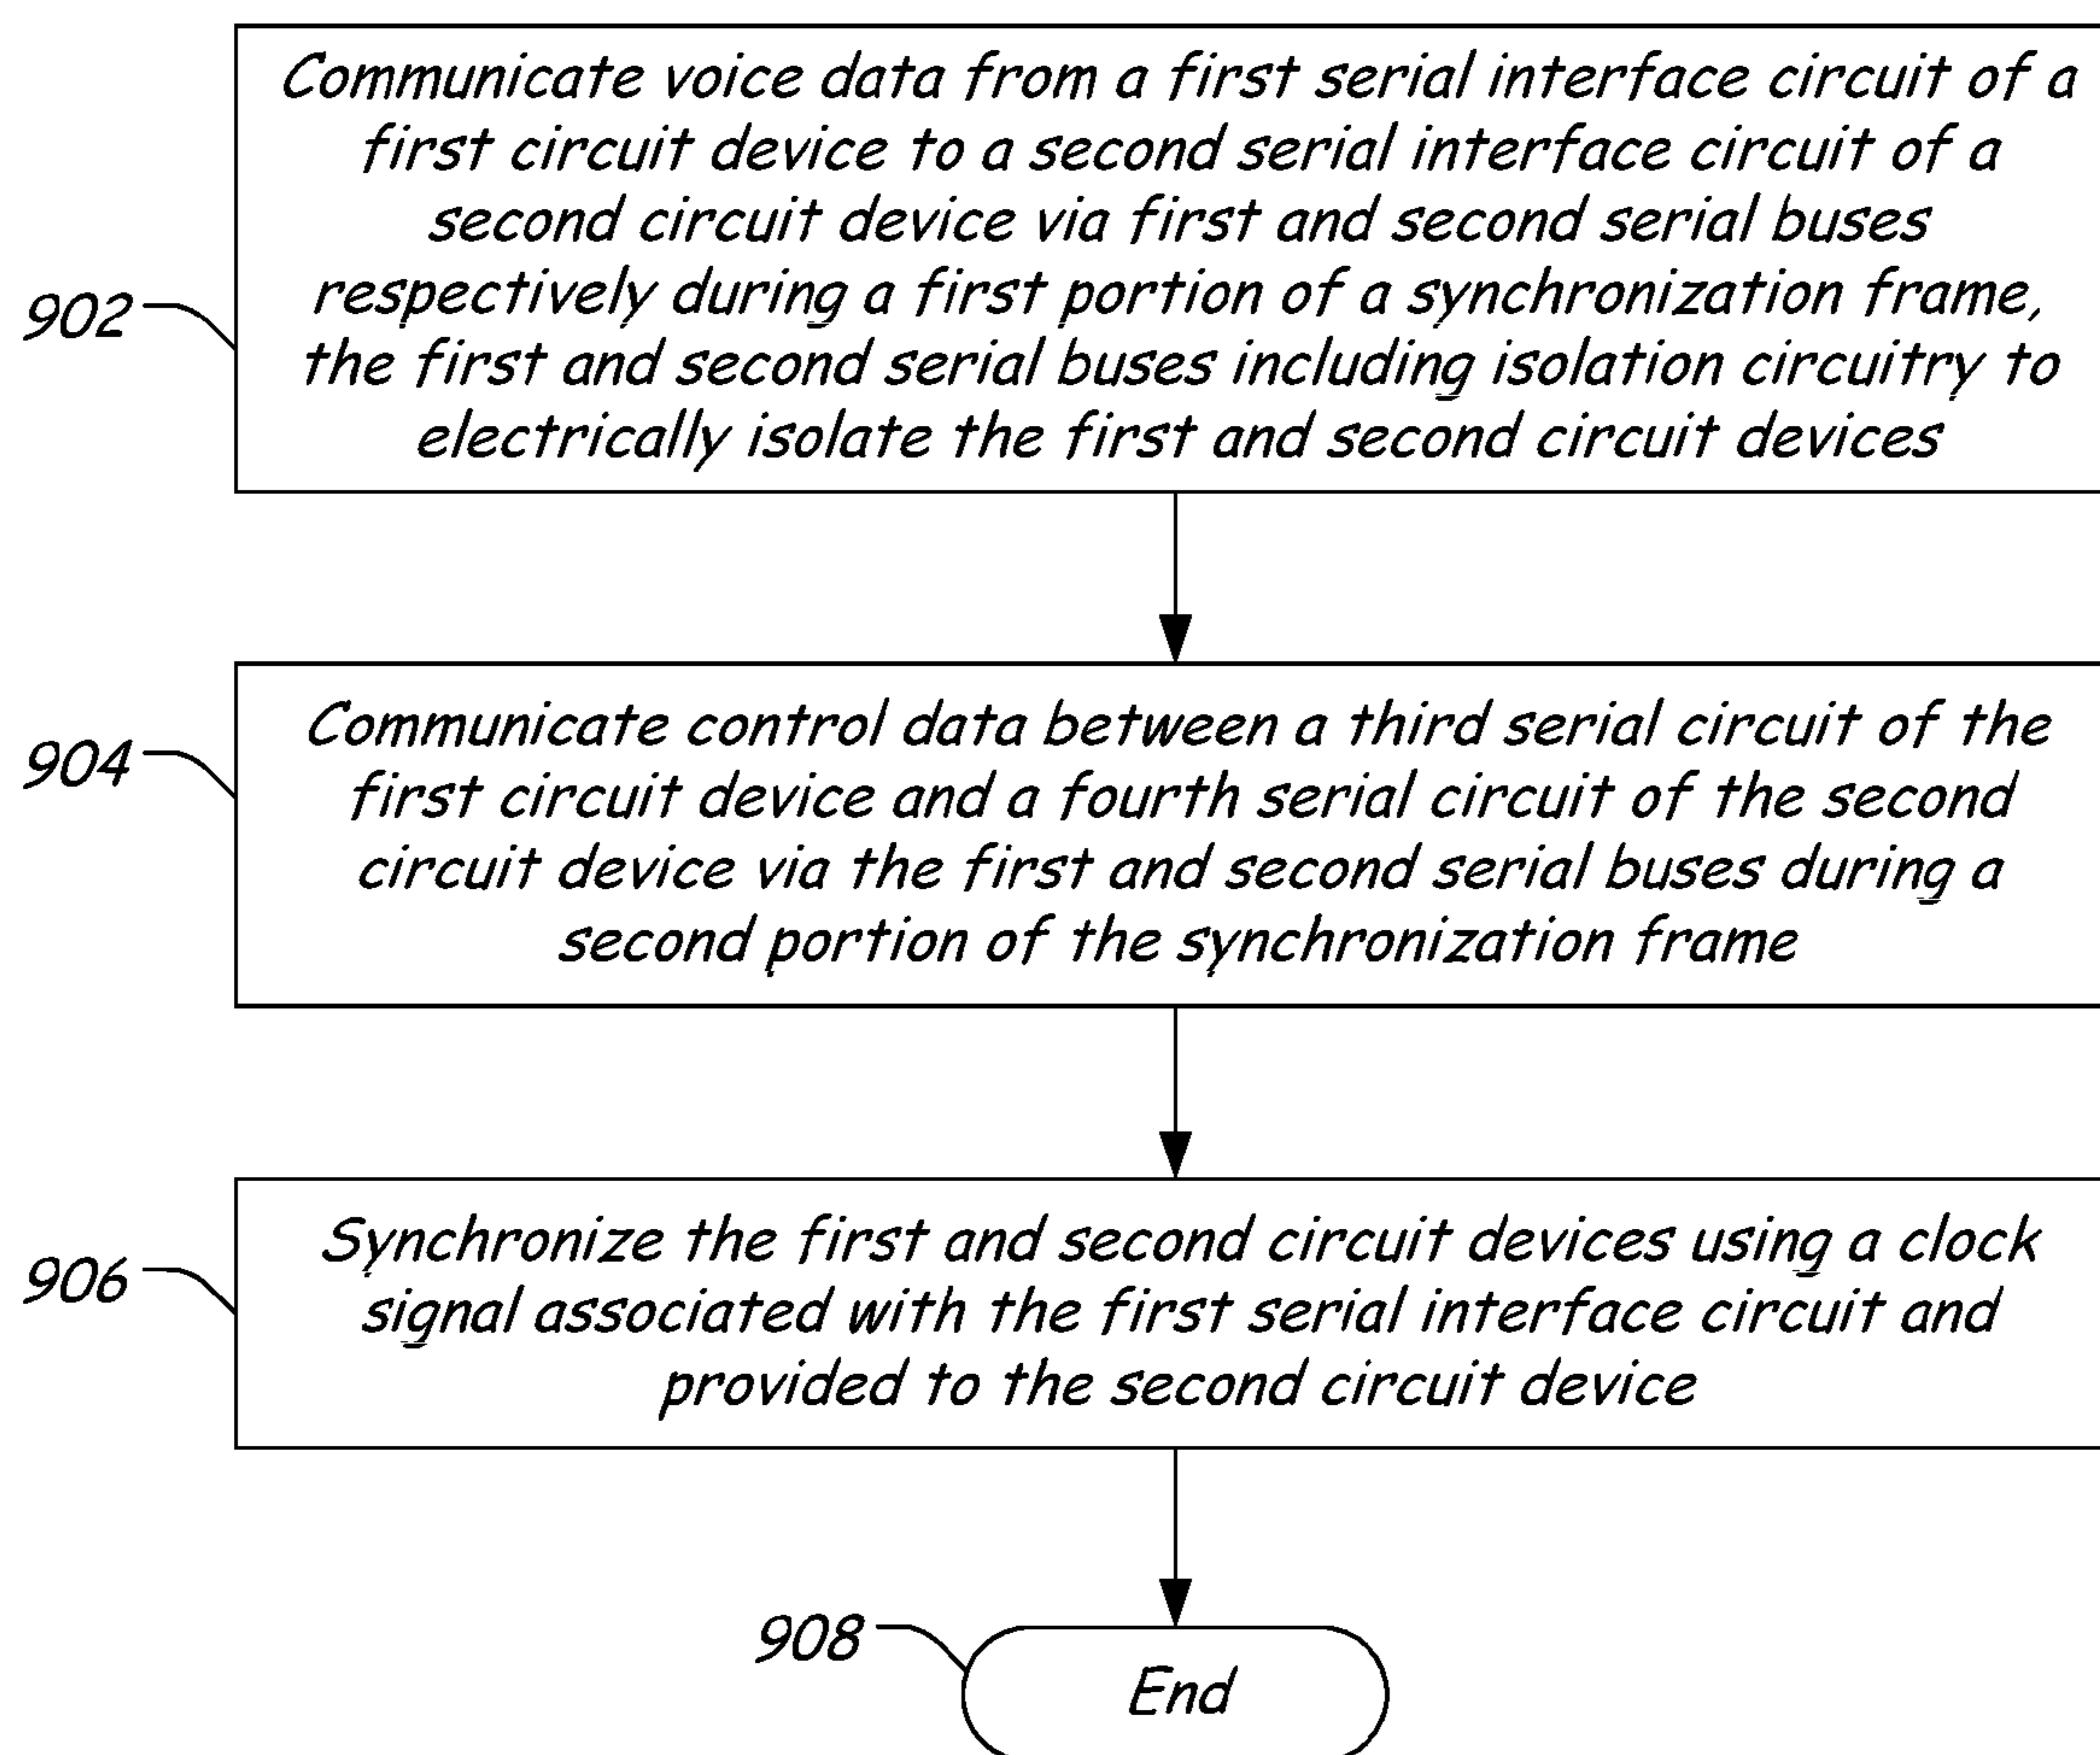 Communicate voice data from a first serial interface circuit of a
first circuit device to a second serial interface circuit of a
second circuit device via first and second serial buses
respectively during a first portion of a synchronization frame,
the first and second serial buses including isolation circuitry to
electrically isolate the first and second circuit devices
902
Communicate control data between a third serial circuit of the
first circuit device and a fourth serial circuit of the second
circuit device via the first and second serial buses during a
second portion of the synchronization frame
904
Synchronize the first and second circuit devices using a clock
signal associated with the first serial interface circuit and
provided to the second circuit device
906
908
End